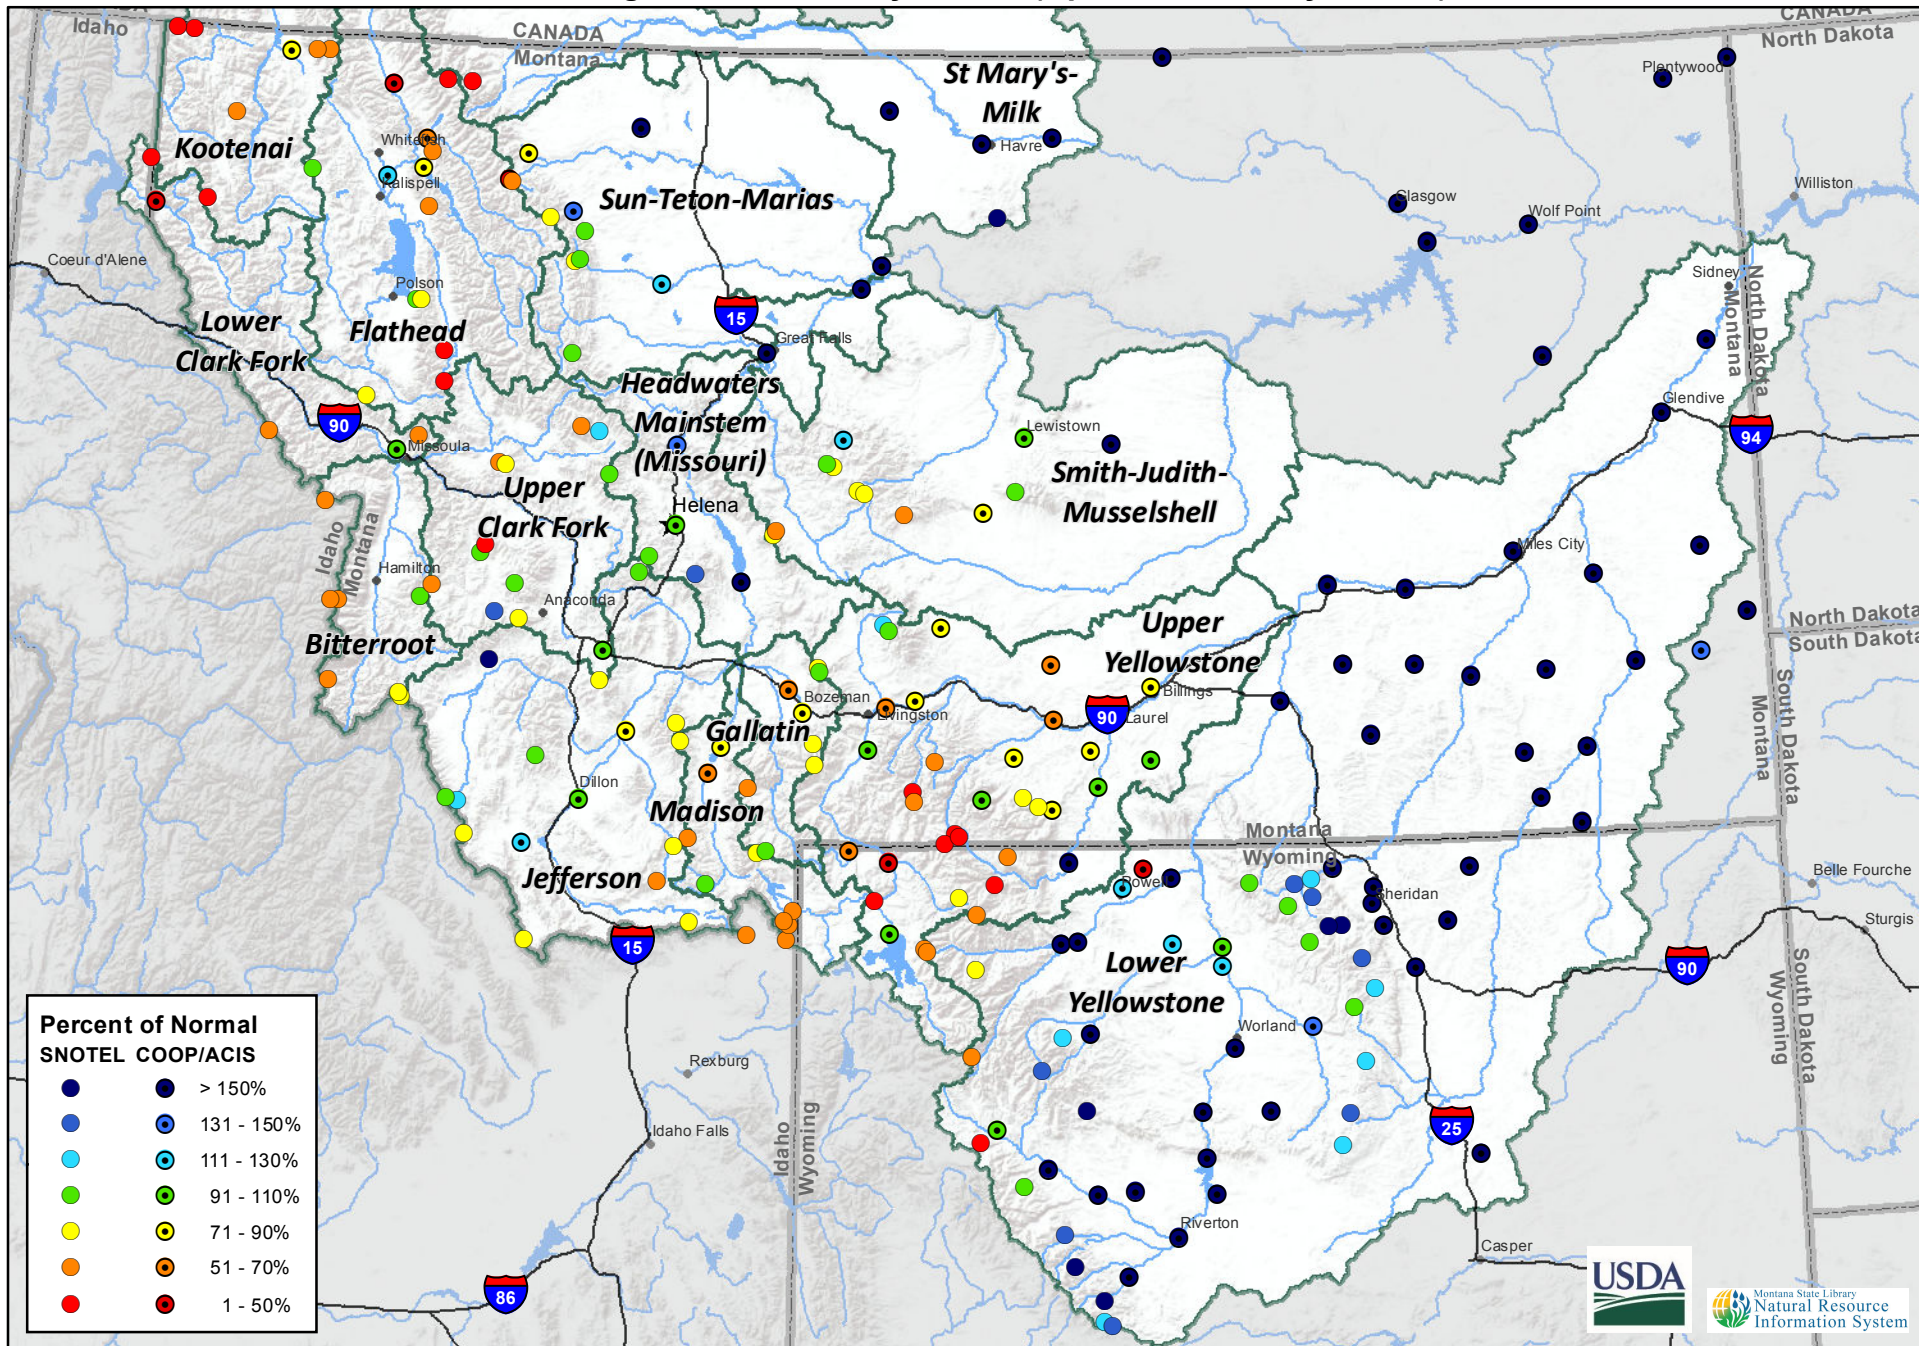 CANADA
Idaho
CANADA
Montana
CANADA
North Dakota
St Mary's-
Milk
Plentywood
Kootenai
Whitefish
Havre
Kalispell
Sun-Teton-Marias
Glasgow
Wolf Point
Williston
Coeur d'Alene
Polson
Sidney
North Dakota
Montana
Lower
Clark Fork
Flathead
15
Great Falls
Headwaters
Mainstem
(Missouri)
90
Missoula
Lewistown
Glendive
94
Smith-Judith-
Musselshell
Upper
Clark Fork
Helena
Idaho
Montana
Hamilton
Anaconda
Miles City
Bitterroot
Upper
Yellowstone
North Dakota
South Dakota
Bozeman
Livingston
Billings
90
Laurel
Gallatin
South Dakota
Montana
Dillon
Madison
Montana
Wyoming
Jefferson
Powell
Sheridan
Belle Fourche
Sturgis
15
Lower
Yellowstone
90
South Dakota
Wyoming
Worland
Rexburg
Idaho Falls
Idaho
Wyoming
25
Riverton
Casper
86
Percent of Normal
SNOTEL COOP/ACIS
> 150%
131 - 150%
111 - 130%
91 - 110%
71 - 90%
51 - 70%
1 - 50%
USDA
Montana State Library
Natural Resource
Information System